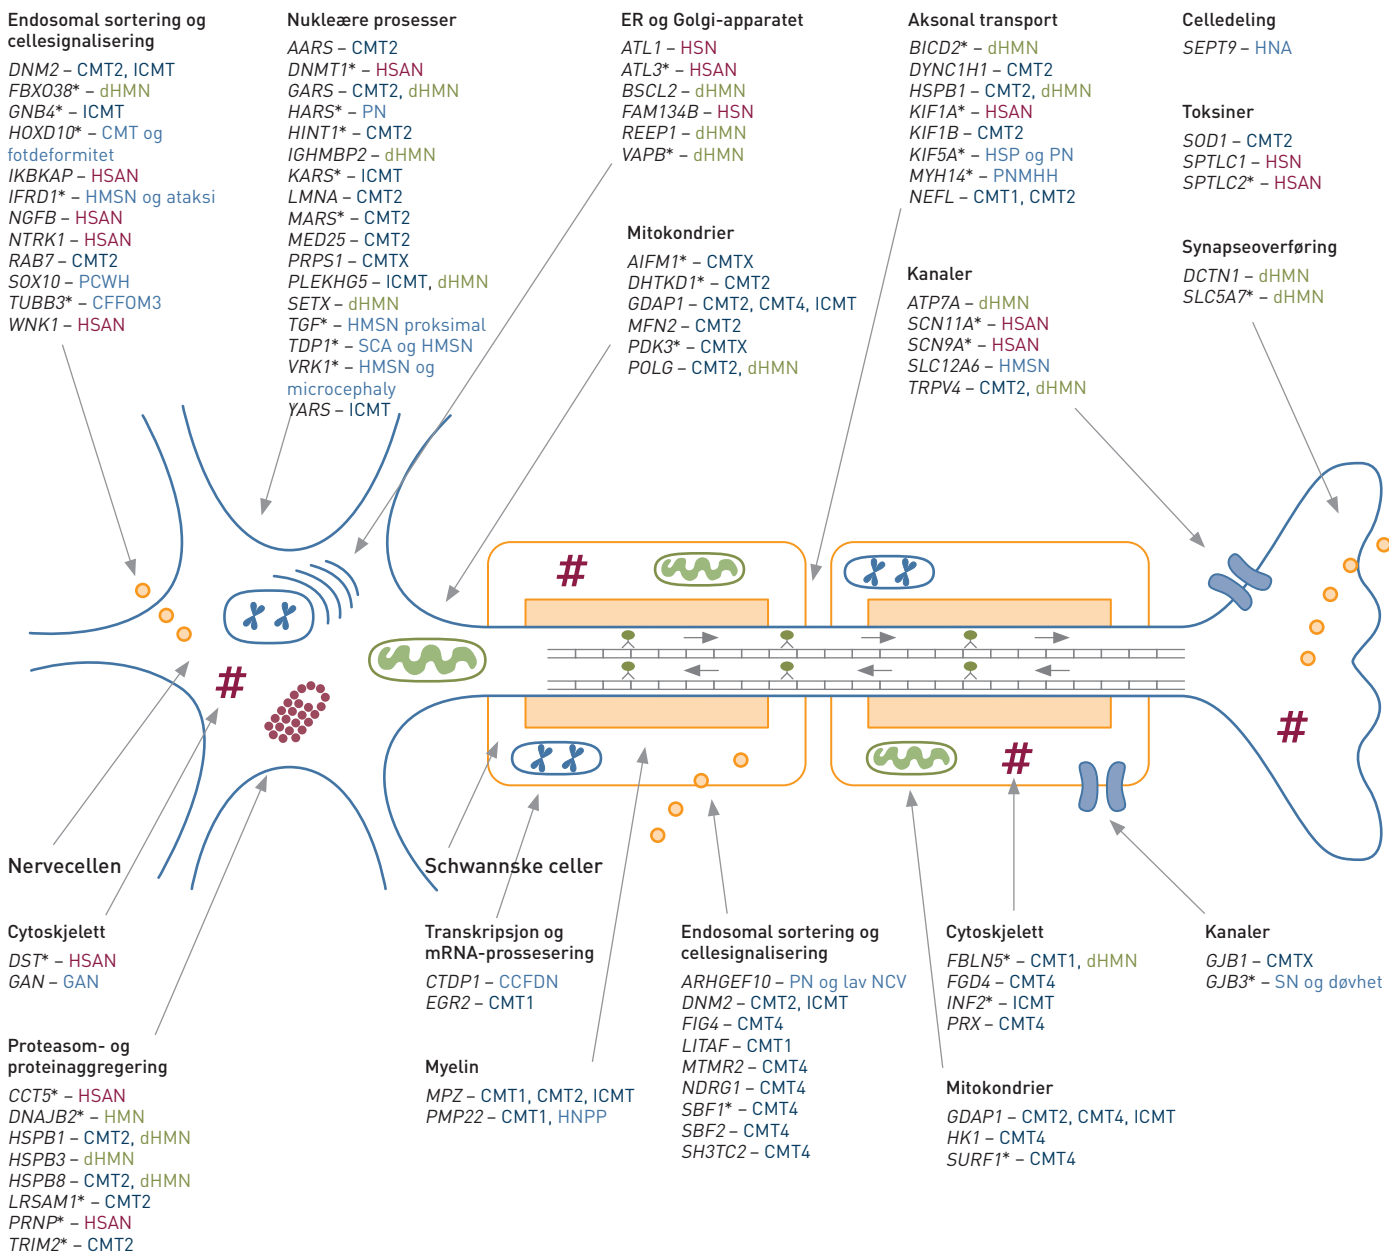 Endosomal sortering og
cellesignalisering
DNM2 – CMT2, ICMT
FBXO38* – dHMN
GNB4* – ICMT
HOXD10* – CMT og
fotdeformitet
IKBKAP – HSAN
IFRD1* – HMSN og ataksi
NGFB – HSAN
NTRK1 – HSAN
RAB7 – CMT2
SOX10 – PCWH
TUBB3* – CFFOM3
WNK1 – HSAN
Nukleære prosesser
AARS – CMT2
DNMT1* – HSAN
GARS – CMT2, dHMN
HARS* – PN
HINT1* – CMT2
IGHMBP2 – dHMN
KARS* – ICMT
LMNA – CMT2
MARS* – CMT2
MED25 – CMT2
PRPS1 – CMTX
PLEKHG5 – ICMT, dHMN
SETX – dHMN
TGF* – HMSN proksimal
TDP1* – SCA og HMSN
VRK1* – HMSN og
microcephaly
YARS – ICMT
ER og Golgi-apparatet
ATL1 – HSN
ATL3* – HSAN
BSCL2 – dHMN
FAM134B – HSN
REEP1 – dHMN
VAPB* – dHMN
Mitokondrier
AIFM1* – CMTX
DHTKD1* – CMT2
GDAP1 – CMT2, CMT4, ICMT
MFN2 – CMT2
PDK3* – CMTX
POLG – CMT2, dHMN
Aksonal transport
BICD2* – dHMN
DYNC1H1 – CMT2
HSPB1 – CMT2, dHMN
KIF1A* – HSAN
KIF1B – CMT2
KIF5A* – HSP og PN
MYH14* – PNMHH
NEFL – CMT1, CMT2
Kanaler
ATP7A – dHMN
SCN11A* – HSAN
SCN9A* – HSAN
SLC12A6 – HMSN
TRPV4 – CMT2, dHMN
Celledeling
SEPT9 – HNA
Toksiner
SOD1 – CMT2
SPTLC1 – HSN
SPTLC2* – HSAN
Synapseoverføring
DCTN1 – dHMN
SLC5A7* – dHMN
#
#
#
#
Nervecellen
Schwannske celler
Cytoskjelett
DST* – HSAN
GAN – GAN
Proteasom- og
proteinaggregering
CCT5* – HSAN
DNAJB2* – HMN
HSPB1 – CMT2, dHMN
HSPB3 – dHMN
HSPB8 – CMT2, dHMN
LRSAM1* – CMT2
PRNP* – HSAN
TRIM2* – CMT2
Transkripsjon og
mRNA-prossesering
CTDP1 – CCFDN
EGR2 – CMT1
Myelin
MPZ – CMT1, CMT2, ICMT
PMP22 – CMT1, HNPP
Endosomal sortering og
cellesignalisering
ARHGEF10 – PN og lav NCV
DNM2 – CMT2, ICMT
FIG4 – CMT4
LITAF – CMT1
MTMR2 – CMT4
NDRG1 – CMT4
SBF1* – CMT4
SBF2 – CMT4
SH3TC2 – CMT4
Cytoskjelett
FBLN5* – CMT1, dHMN
FGD4 – CMT4
INF2* – ICMT
PRX – CMT4
Mitokondrier
GDAP1 – CMT2, CMT4, ICMT
HK1 – CMT4
SURF1* – CMT4
Kanaler
GJB1 – CMTX
GJB3* – SN og døvhet